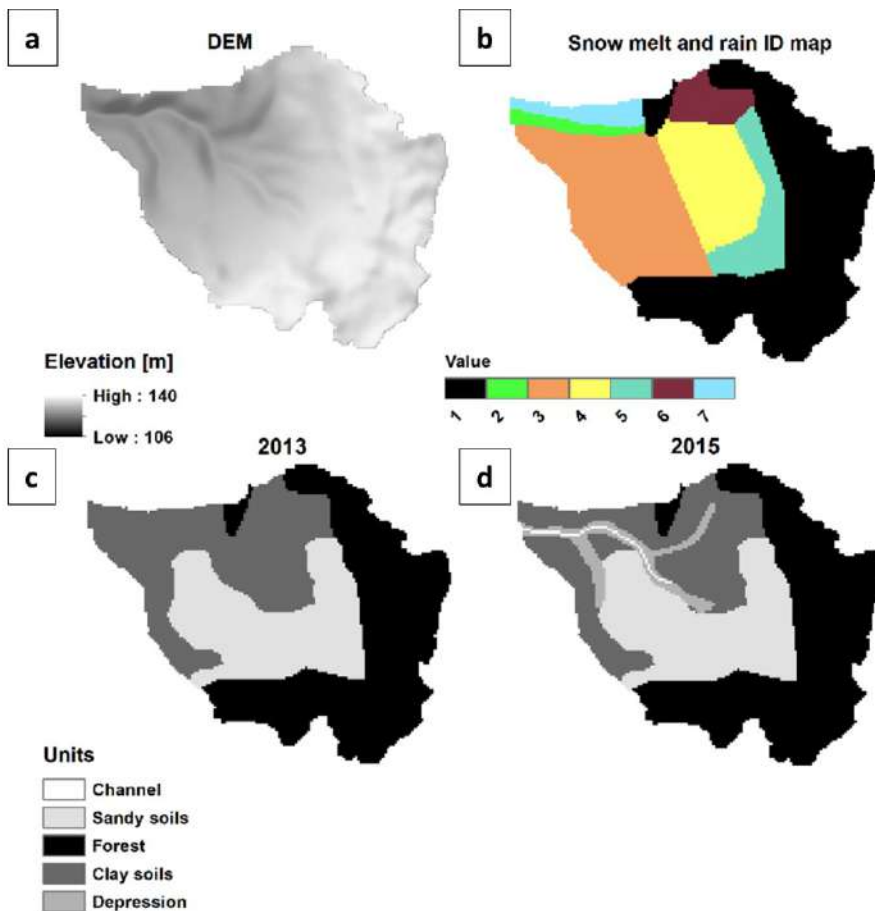 a
DEM
b
Snow melt and rain ID map
Elevation [m]
High : 140
Low : 106
Value
1 2 3 4 5 6 7
c
2013
d
2015
Units
Channel
Sandy soils
Forest
Clay soils
Depression